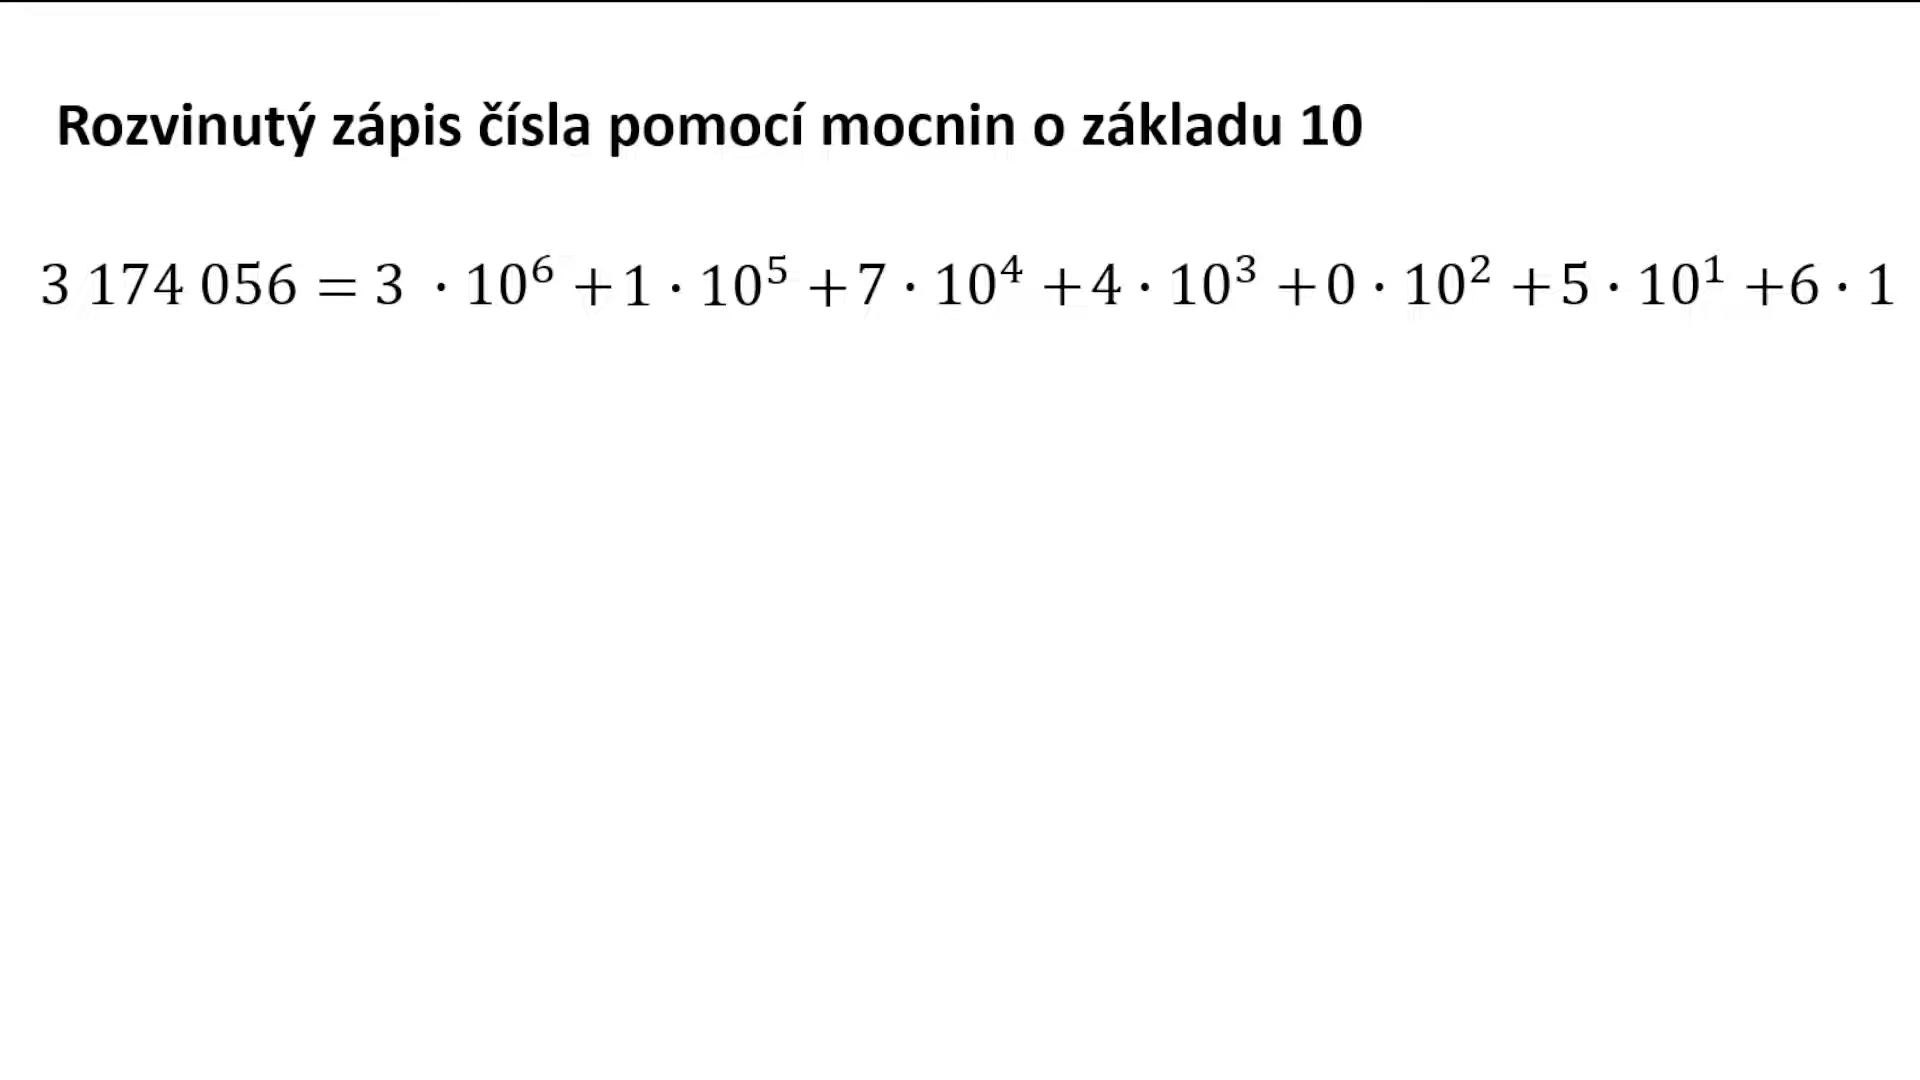 Rozvinutý zápis čísla pomocí mocnin o základu 10
3 174 056 = 3 · 10⁶ +1 · 10⁵ +7 · 10⁴ +4 · 10³ +0 · 10² +5 · 10¹ +6 · 1